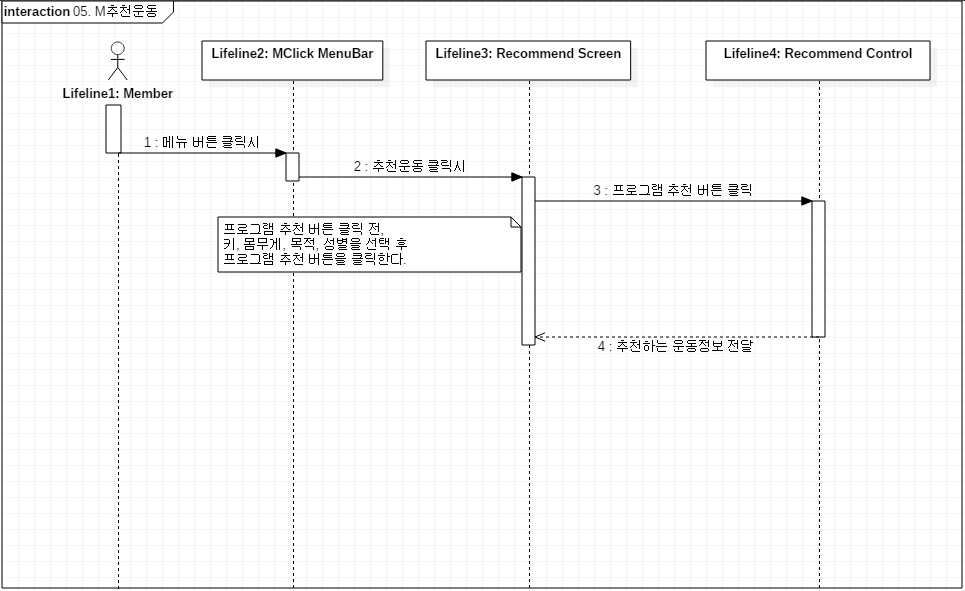 interaction 05. M추천운동
Lifeline2: MClick MenuBar
Lifeline3: Recommend Screen
Lifeline4: Recommend Control
Lifeline1: Member
1 : 메뉴 버튼 클릭시
2 : 추천운동 클릭시
3 : 프로그램 추천 버튼 클릭
프로그램 추천 버튼 클릭 전,
키, 몸무게, 목적, 성별을 선택 후
프로그램 추천 버튼을 클릭한다.
4 : 추천하는 운동정보 전달